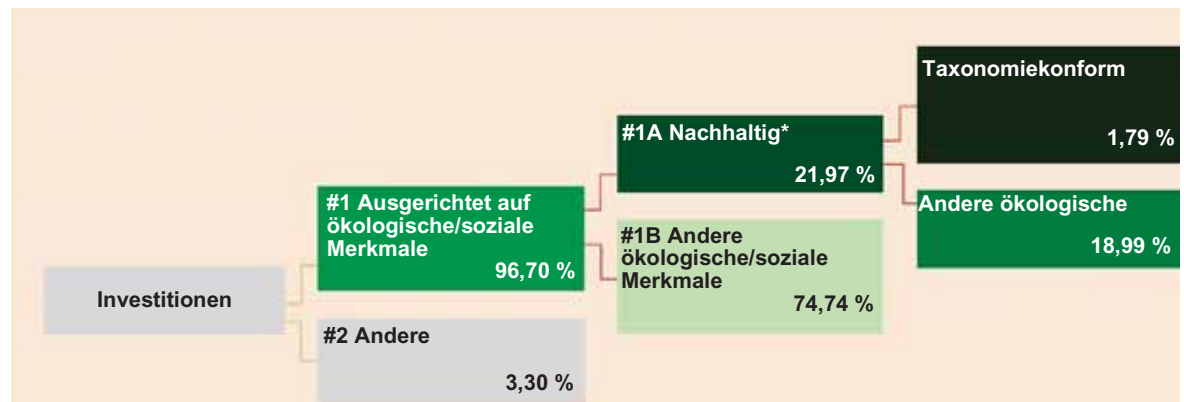 Investitionen
#1 Ausgerichtet auf
ökologische/soziale
Merkmale
96,70 %
#2 Andere
3,30 %
#1A Nachhaltig*
21,97 %
#1B Andere
ökologische/soziale
Merkmale
74,74 %
Taxonomiekonform
1,79 %
Andere ökologische
18,99 %